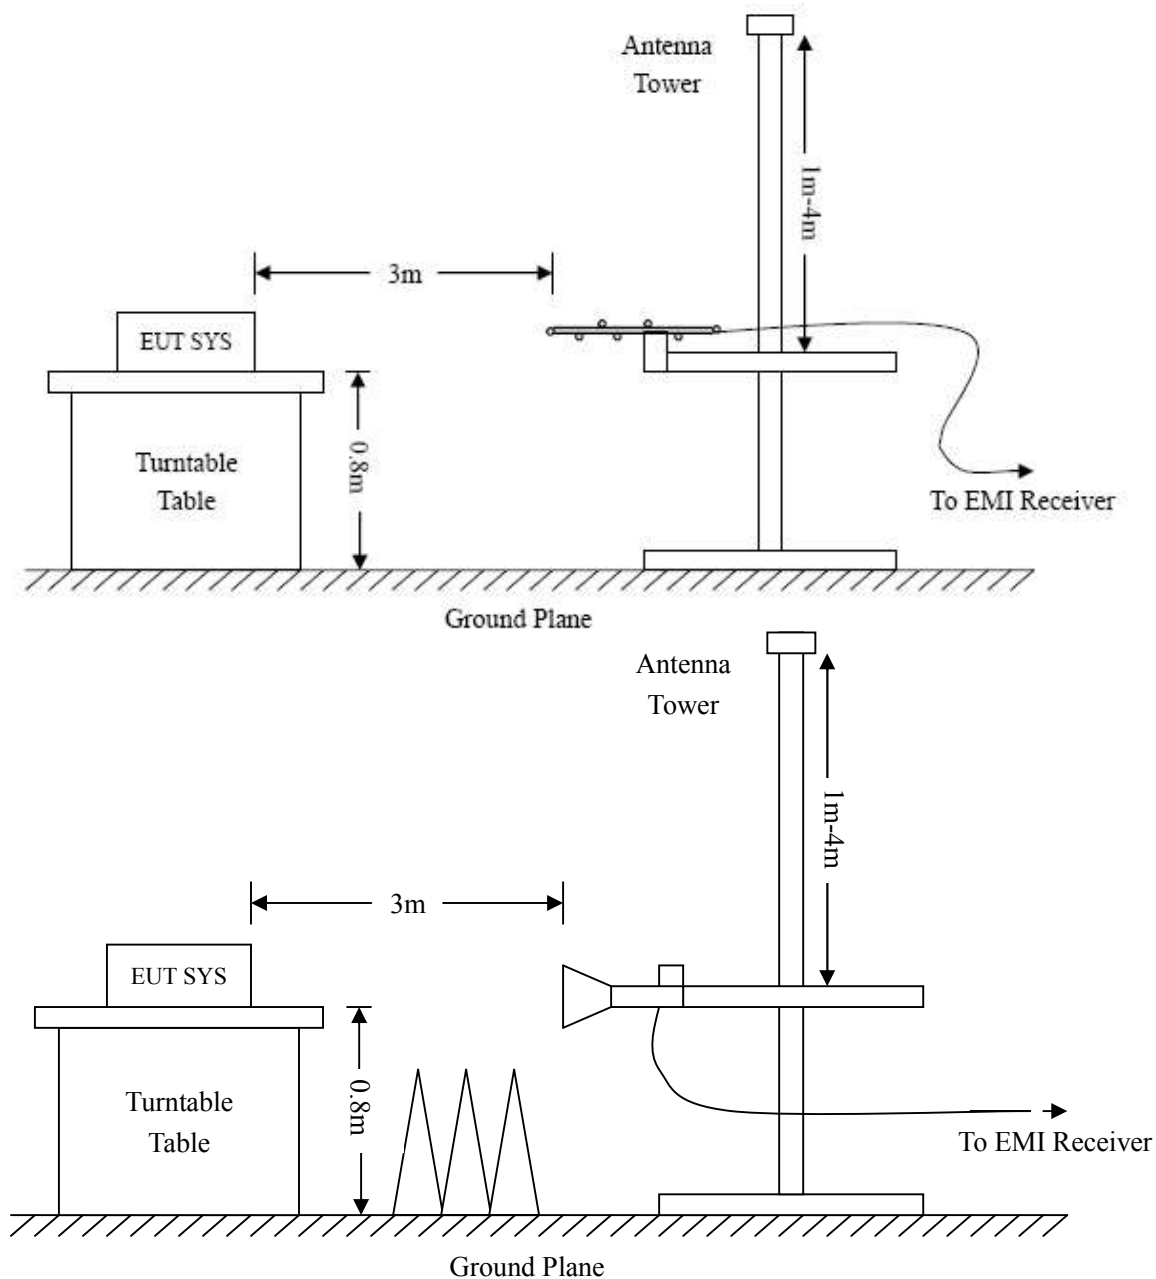 Antenna
Tower
1m-4m
3m
EUT SYS
0.8m
Turntable
Table
To EMI Receiver
Ground Plane
Antenna
Tower
1m-4m
3m
EUT SYS
0.8m
Turntable
Table
To EMI Receiver
Ground Plane